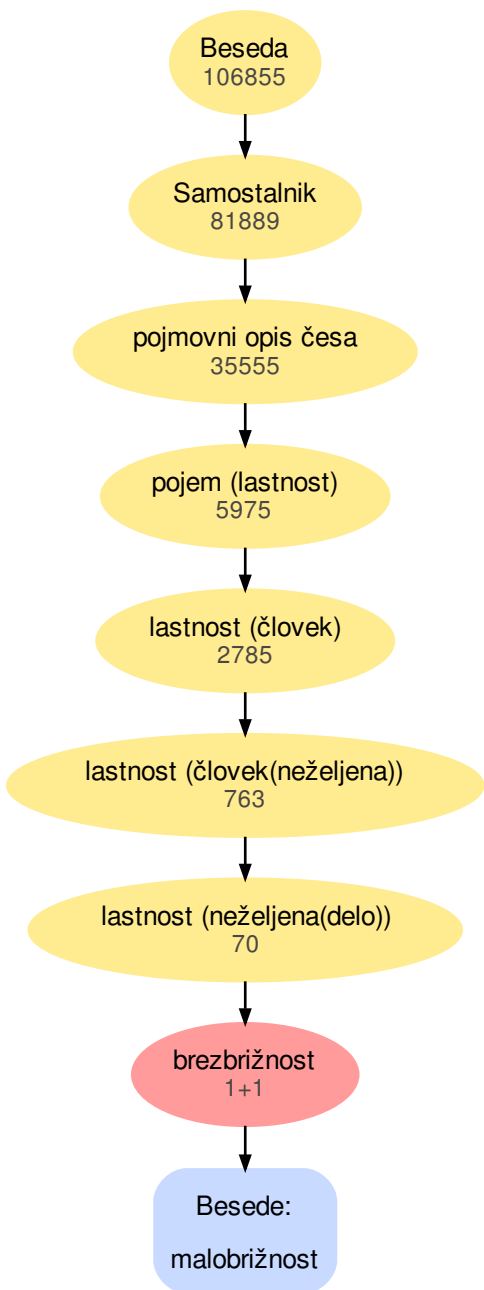 Beseda
106855
Samostalnik
81889
pojmovni opis česa
35555
pojem (lastnost)
5975
lastnost (človek)
2785
lastnost (človek(neželjena))
763
lastnost (neželjena(delo))
70
brezbrižnost
1+1
Besede:
malobrižnost